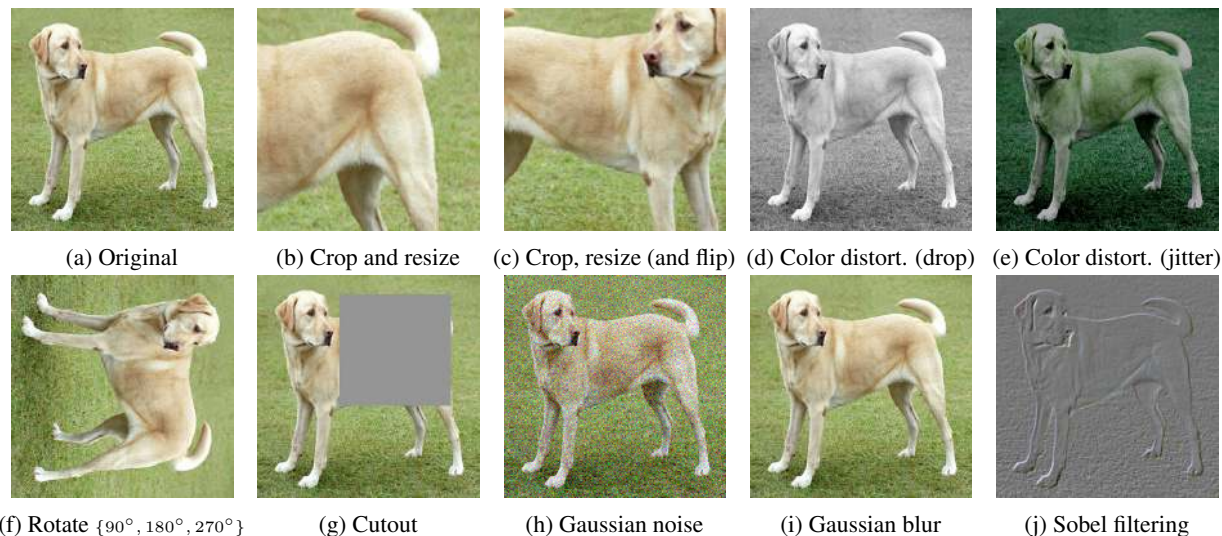 (a) Original
(b) Crop and resize
(c) Crop, resize (and flip)
(d) Color distort. (drop)
(e) Color distort. (jitter)
(f) Rotate {90°, 180°, 270°}
(g) Cutout
(h) Gaussian noise
(i) Gaussian blur
(j) Sobel filtering